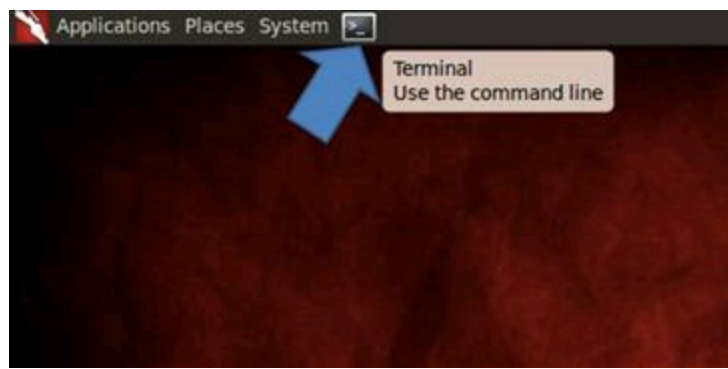 Applications Places System
Terminal
Use the command line